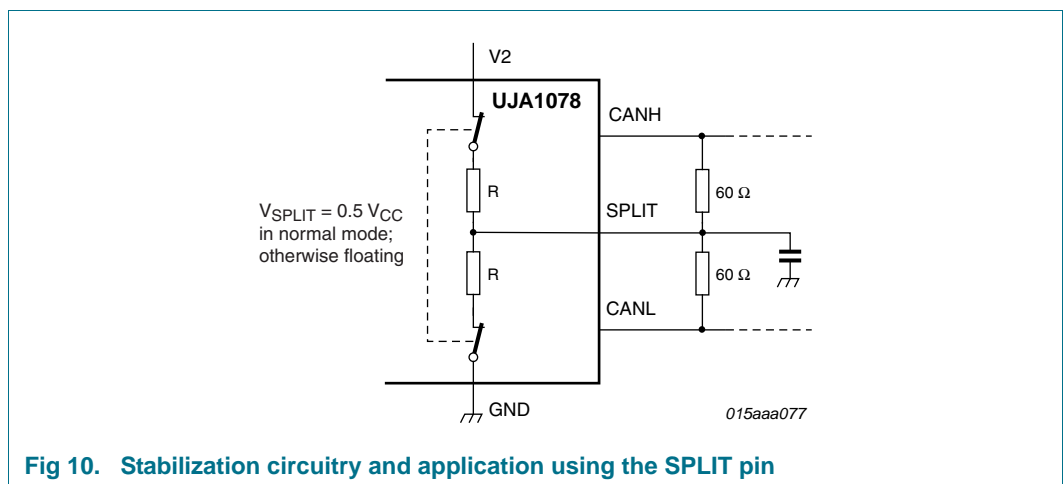 V2
UJA1078
CANH
R
60 Ω
V_SPLIT = 0.5 V_CC
in normal mode;
otherwise floating
SPLIT
R
60 Ω
CANL
GND
015aaa077
Fig 10. Stabilization circuitry and application using the SPLIT pin